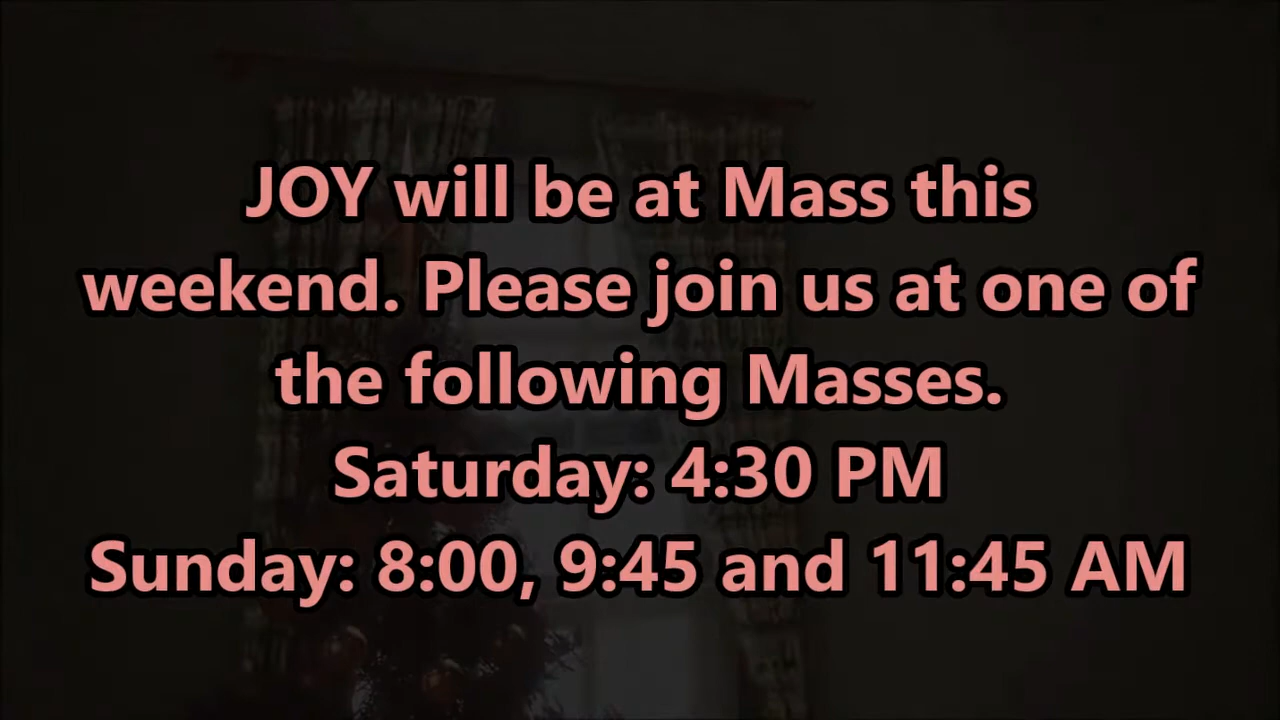 JOY will be at Mass this
weekend. Please join us at one of
the following Masses.
Saturday: 4:30 PM
Sunday: 8:00, 9:45 and 11:45 AM